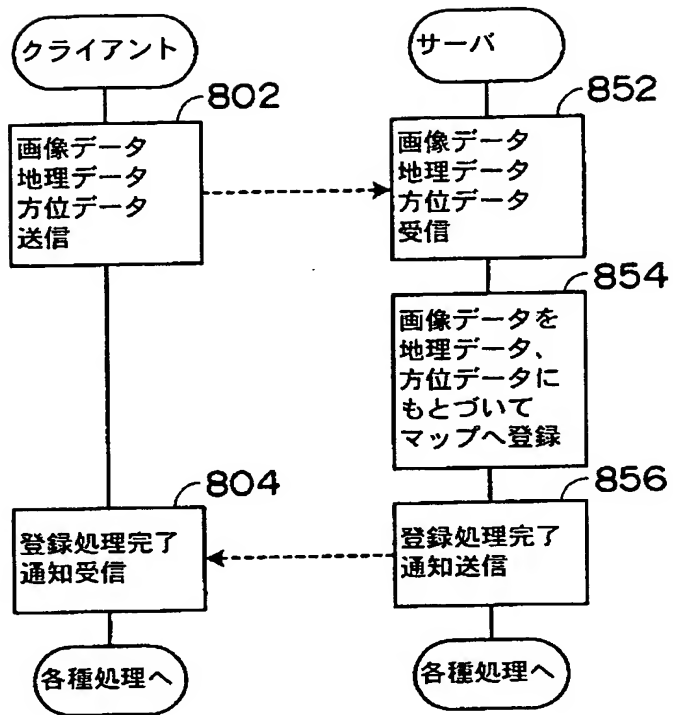 クライアント
802
画像データ
地理データ
方位データ
送信
804
登録処理完了
通知受信
各種処理へ
サーバ
852
画像データ
地理データ
方位データ
受信
854
画像データを
地理データ、
方位データに
もとづいて
マップへ登録
856
登録処理完了
通知送信
各種処理へ